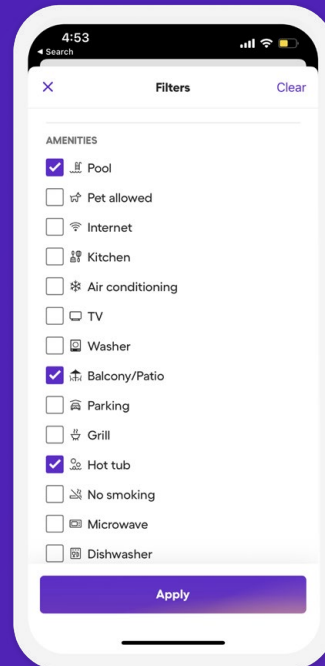 4:53
Search
Filters
Clear
AMENITIES
Pool
Pet allowed
Internet
Kitchen
Air conditioning
TV
Washer
Balcony/Patio
Parking
Grill
Hot tub
No smoking
Microwave
Dishwasher
Apply